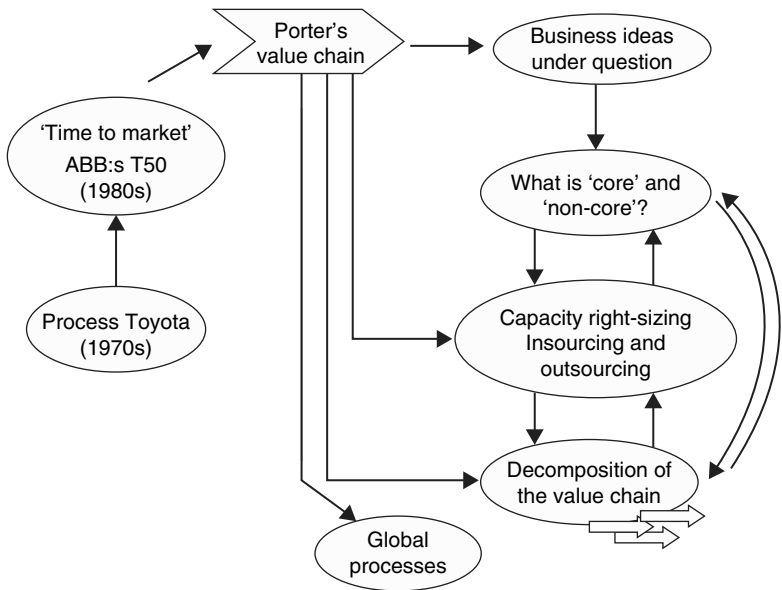 Porter's
value chain
Business ideas
under question
'Time to market'
ABB:s T50
(1980s)
What is 'core' and
'non-core'?
Process Toyota
(1970s)
Capacity right-sizing
Insourcing and
outsourcing
Decomposition of
the value chain
Global
processes